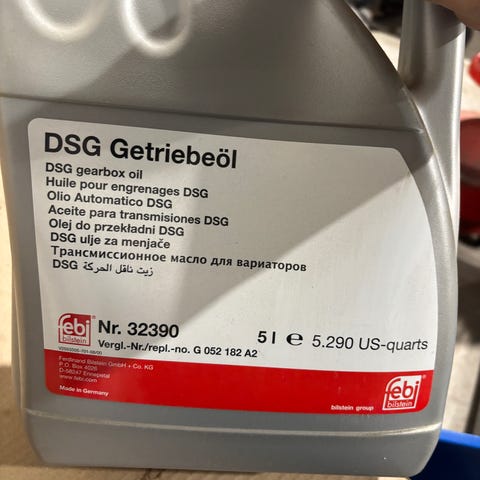 DSG Getriebeöl
DSG gearbox oil
Huile pour engrenages DSG
Olio Automatico DSG
Aceite para transmisiones DSG
Olej do przekładni DSG
DSG ulje za menjače
Трансмиссионное масло для вариаторов
زيت ناقل الحركة DSG
febi
bilstein
Nr. 32390
5 l e 5.290 US-quarts
Vergl.-Nr./repl.-no. G 052 182 A2
Ferdinand Bilstein GmbH + Co. KG
P.O. Box 4026
D-58247 Ennepetal
www.febi.com
Made in Germany
bilstein group
febi
bilstein